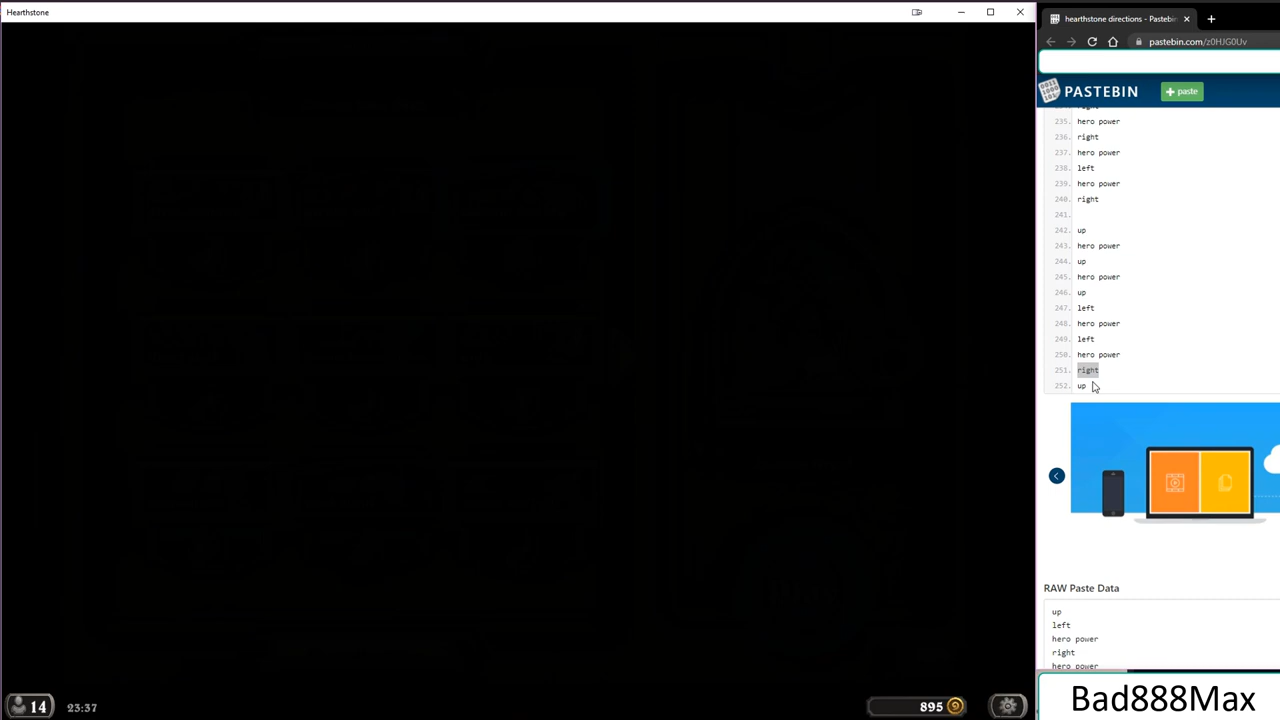 Hearthstone
hearthstone directions - Pastebin
pastebin.com/z0HJG0Uv
PASTEBIN
+ paste
235. hero power
236. right
237. hero power
238. left
239. hero power
240. right
241.
242. up
243. hero power
244. up
245. hero power
246. up
247. left
248. hero power
249. left
250. hero power
251. right
252. up
RAW Paste Data
up
left
hero power
right
hero power
14
23:37
895
Bad888Max